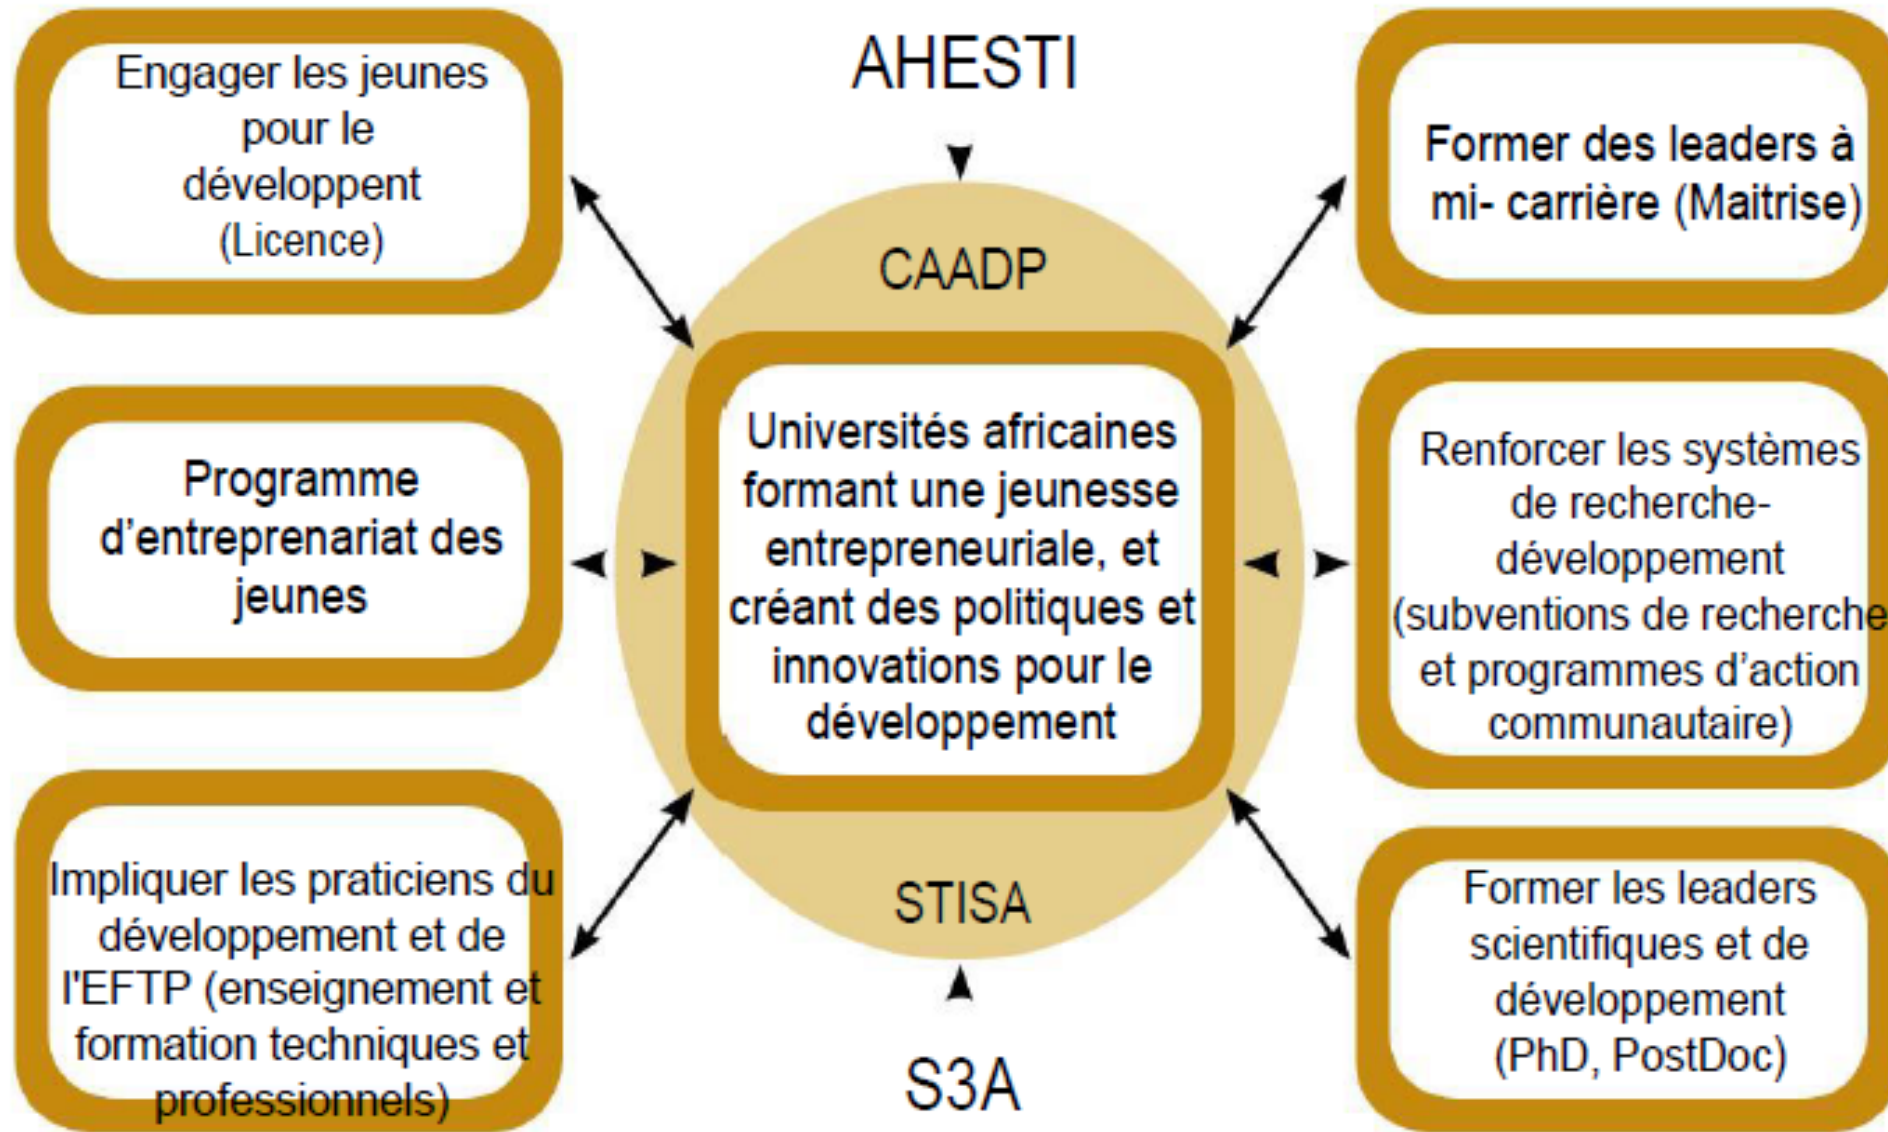 Engager les jeunes
pour le
développent
(Licence)
Programme
d'entreprenariat des
jeunes
Impliquer les praticiens du
développement et de
l'EFTP (enseignement et
formation techniques et
professionnels)
AHESTI
CAADP
Universités africaines
formant une jeunesse
entrepreneuriale, et
créant des politiques et
innovations pour le
développement
STISA
S3A
Former des leaders à
mi- carrière (Maitrise)
Renforcer les systèmes
de recherche-
développement
(subventions de recherche
et programmes d'action
communautaire)
Former les leaders
scientifiques et de
développement
(PhD, PostDoc)